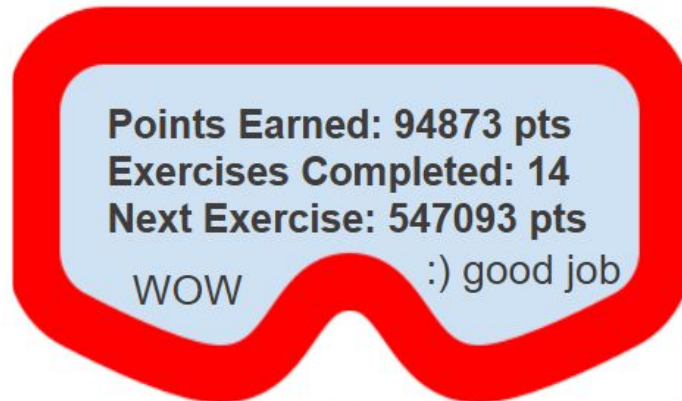 Points Earned: 94873 pts
Exercises Completed: 14
Next Exercise: 547093 pts
WOW
:) good job